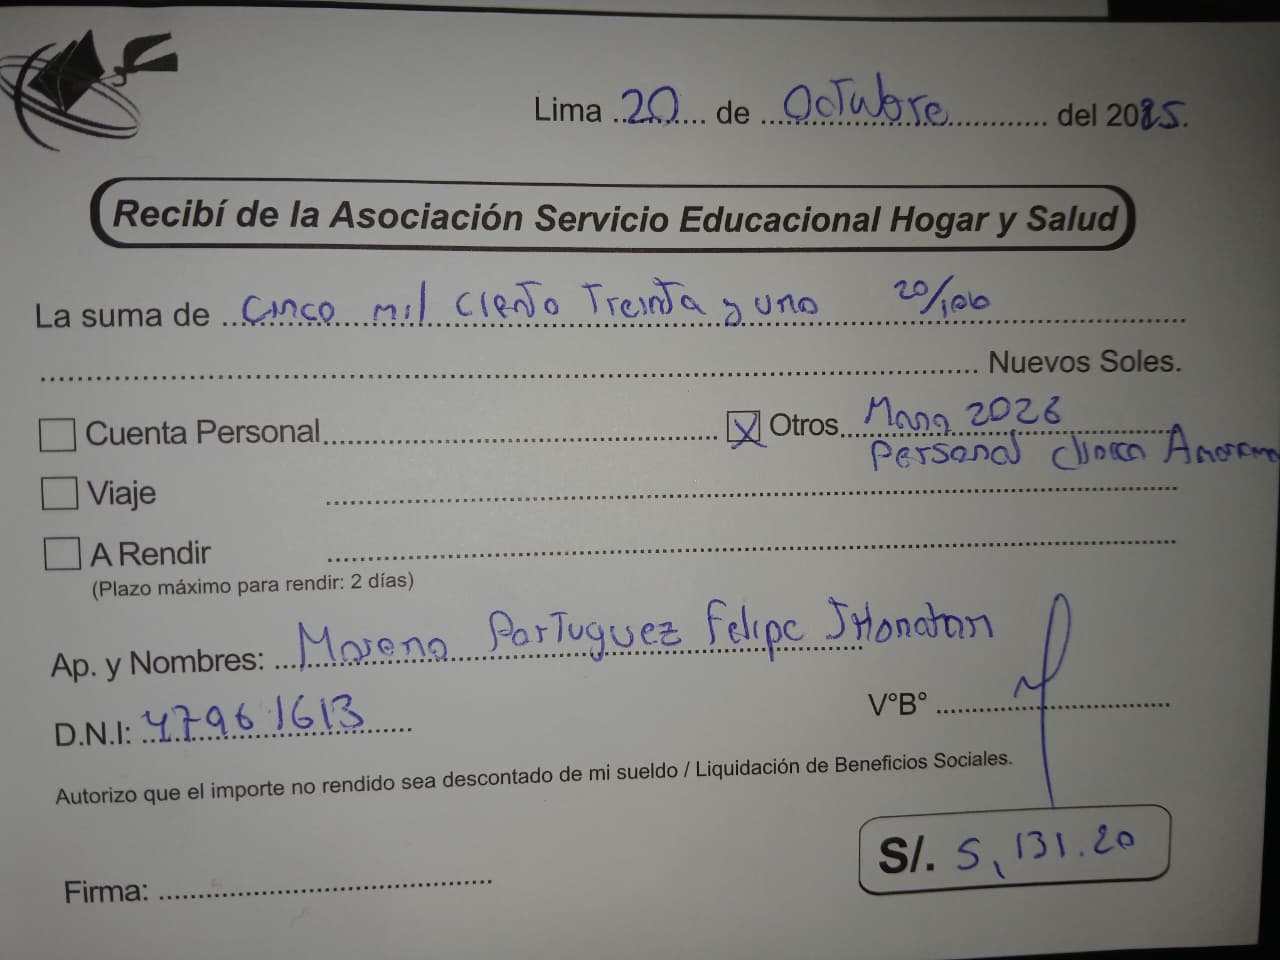 Lima 20 de Octubre del 2025.
Recibí de la Asociación Servicio Educacional Hogar y Salud
La suma de Cinco mil ciento Treinta y uno 20/100
Nuevos Soles.
Cuenta Personal
X Otros Mana 2026
Personal clinica
Viaje
A Rendir
(Plazo máximo para rendir: 2 días)
Ap. y Nombres: Moreno Portuguez Felipe JHonatan
D.N.I: 47961613
V°B°
Autorizo que el importe no rendido sea descontado de mi sueldo / Liquidación de Beneficios Sociales.
S/. 5,131.20
Firma: